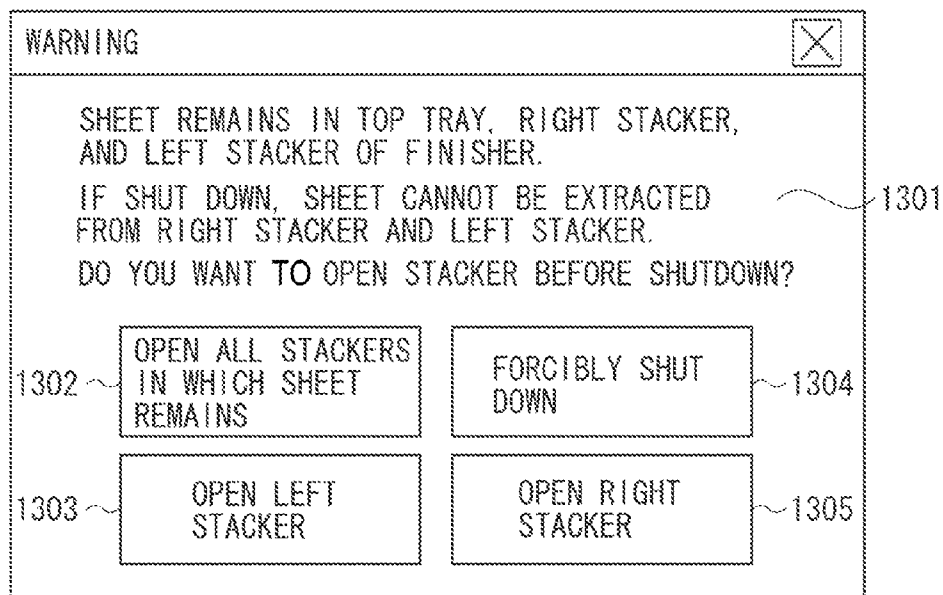 WARNING
SHEET REMAINS IN TOP TRAY, RIGHT STACKER,
AND LEFT STACKER OF FINISHER.
IF SHUT DOWN, SHEET CANNOT BE EXTRACTED
FROM RIGHT STACKER AND LEFT STACKER.
DO YOU WANT TO OPEN STACKER BEFORE SHUTDOWN?
1301
OPEN ALL STACKERS
IN WHICH SHEET
REMAINS
1302
FORCIBLY SHUT
DOWN
1304
OPEN LEFT
STACKER
1303
OPEN RIGHT
STACKER
1305